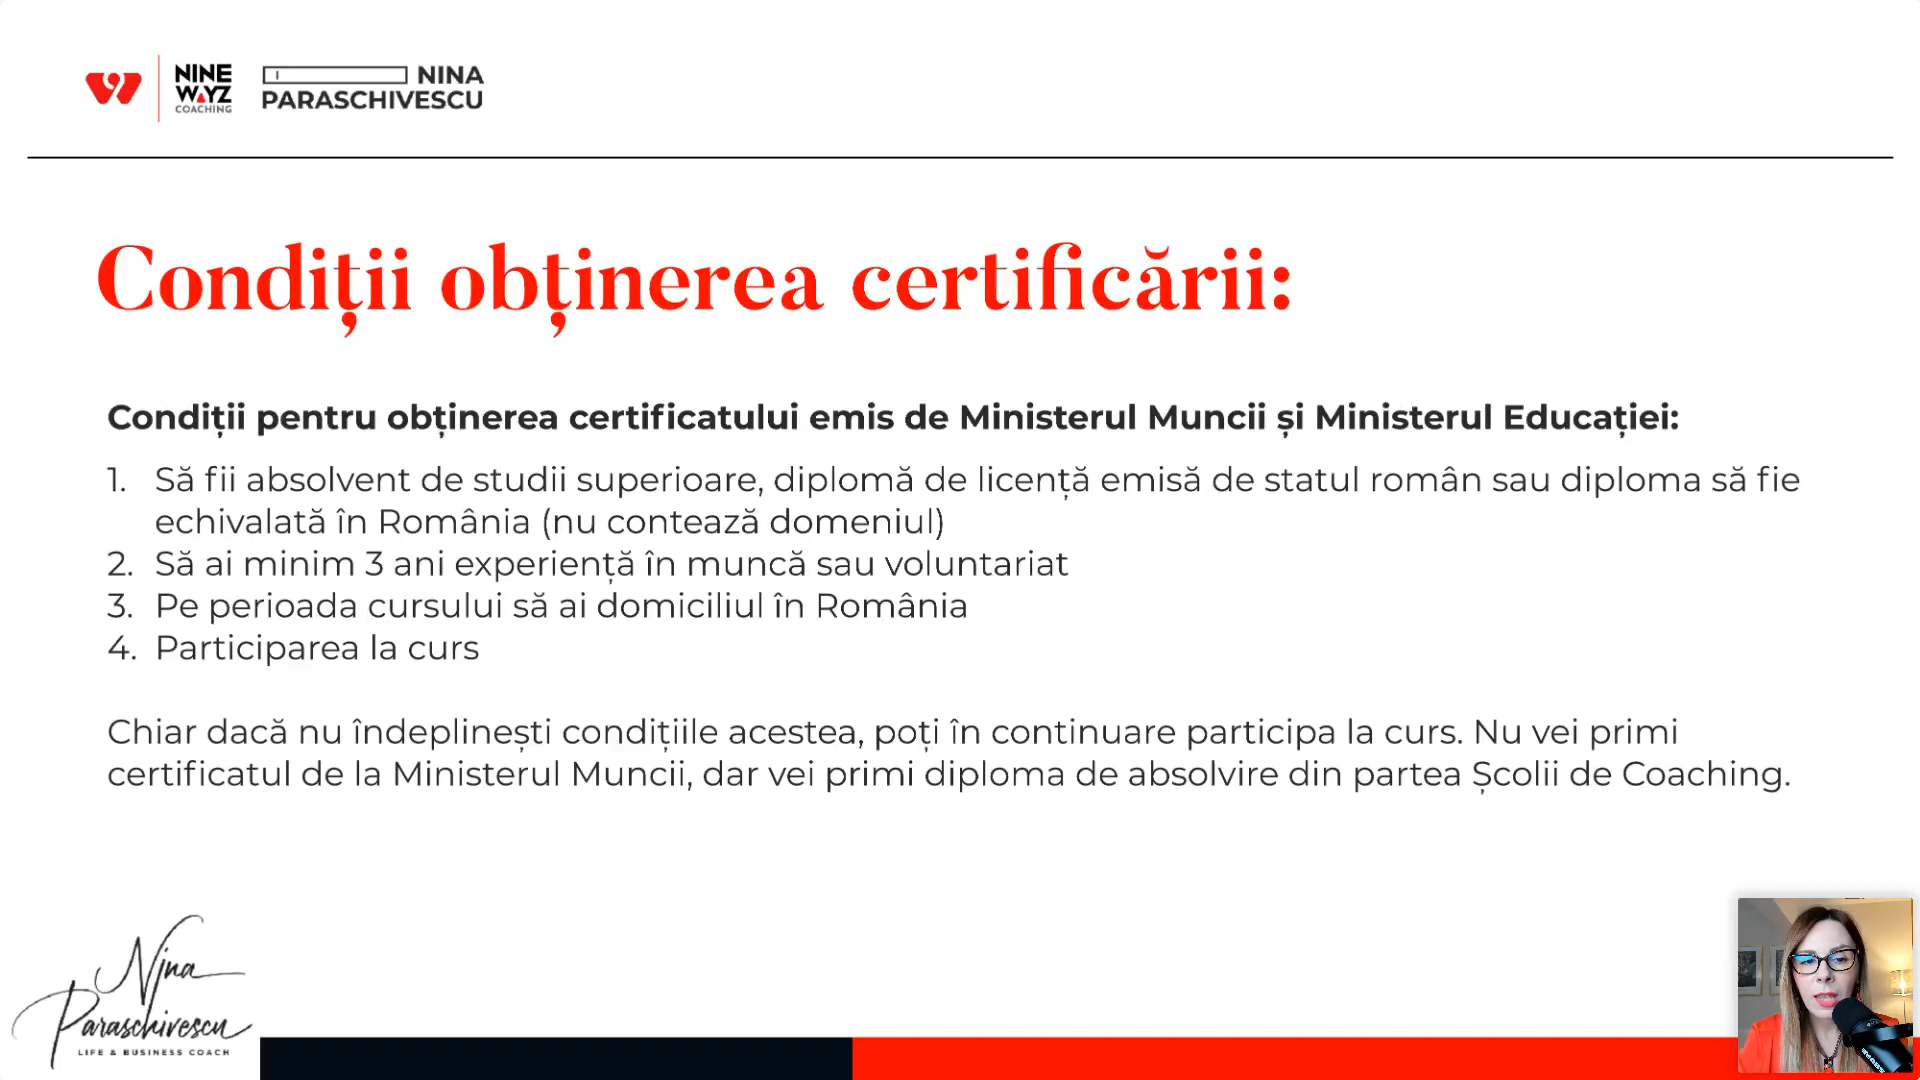 NINE
WAYZ
COACHING
NINA
PARASCHIVESCU
Condiții obținerea certificării:
Condiții pentru obținerea certificatului emis de Ministerul Muncii și Ministerul Educației:
1. Să fii absolvent de studii superioare, diplomă de licență emisă de statul român sau diploma să fie
echivalată în România (nu contează domeniul)
2. Să ai minim 3 ani experiență în muncă sau voluntariat
3. Pe perioada cursului să ai domiciliul în România
4. Participarea la curs
Chiar dacă nu îndeplinești condițiile acestea, poți în continuare participa la curs. Nu vei primi
certificatul de la Ministerul Muncii, dar vei primi diploma de absolvire din partea Școlii de Coaching.
Nina
Paraschivescu
LIFE & BUSINESS COACH